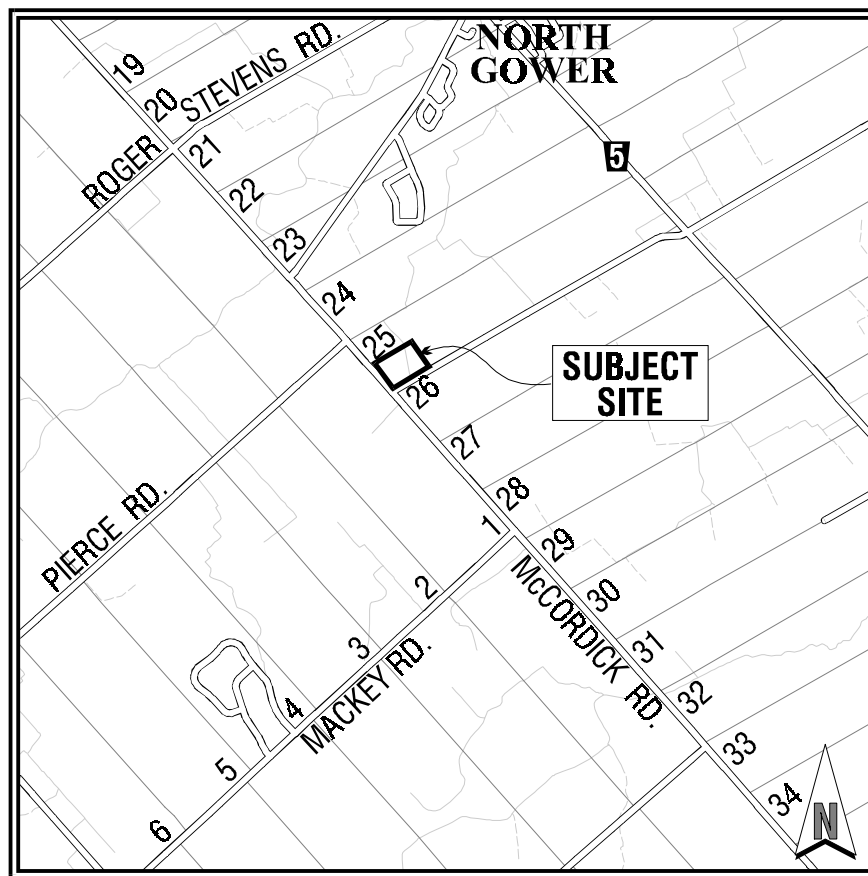 NORTH
GOWER
19
20
ROGER STEVENS RD.
21
22
23
24
25
26
27
28
29
30
31
32
33
34
5
SUBJECT
SITE
PIERCE RD.
1
2
3
4
5
6
MACKEY RD.
McCORDICK RD.
N